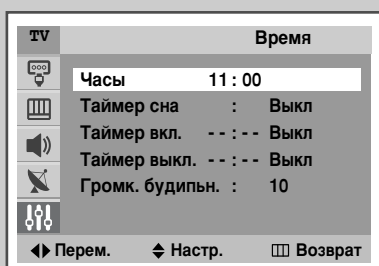 TV Время
Часы 11 : 00
Таймер сна : Выкл
Таймер вкл. - - : - - Выкл
Таймер выкл. - - : - - Выкл
Громк. будипьн. : 10
Перем. Настр. Возврат